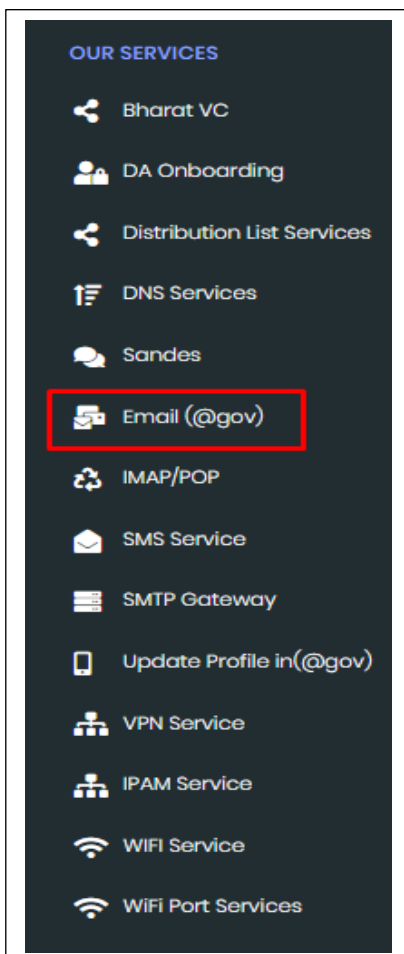 OUR SERVICES
Bharat VC
DA Onboarding
Distribution List Services
DNS Services
Sandes
Email (@gov)
IMAP/POP
SMS Service
SMTP Gateway
Update Profile in(@gov)
VPN Service
IPAM Service
WIFI Service
WiFi Port Services